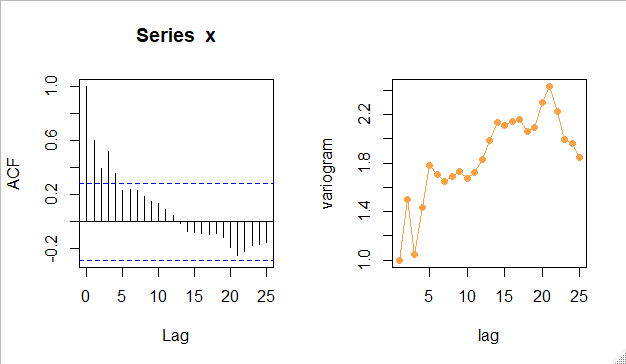 Series x
ACF
-0.2 0.2 0.6 1.0
0 5 10 15 20 25
Lag
variogram
1.0 1.4 1.8 2.2
5 10 15 20 25
lag